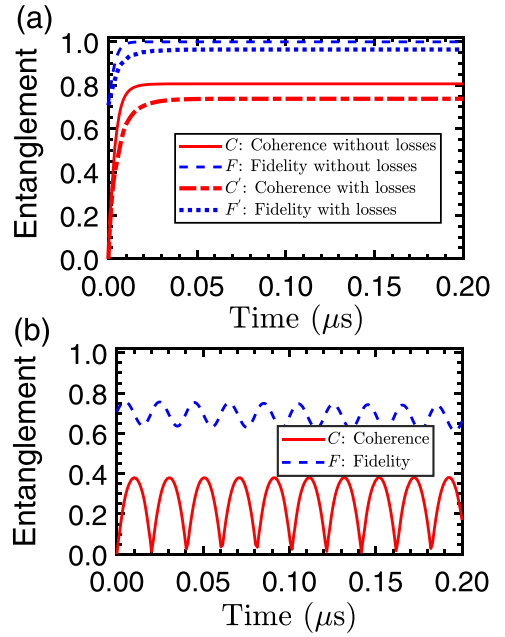 (a)
Entanglement
1.0
0.8
0.6
0.4
0.2
0.0
C: Coherence without losses
F: Fidelity without losses
C′: Coherence with losses
F′: Fidelity with losses
0.00 0.05 0.10 0.15 0.20
Time (μs)
(b)
Entanglement
1.0
0.8
0.6
0.4
0.2
0.0
C: Coherence
F: Fidelity
0.00 0.05 0.10 0.15 0.20
Time (μs)